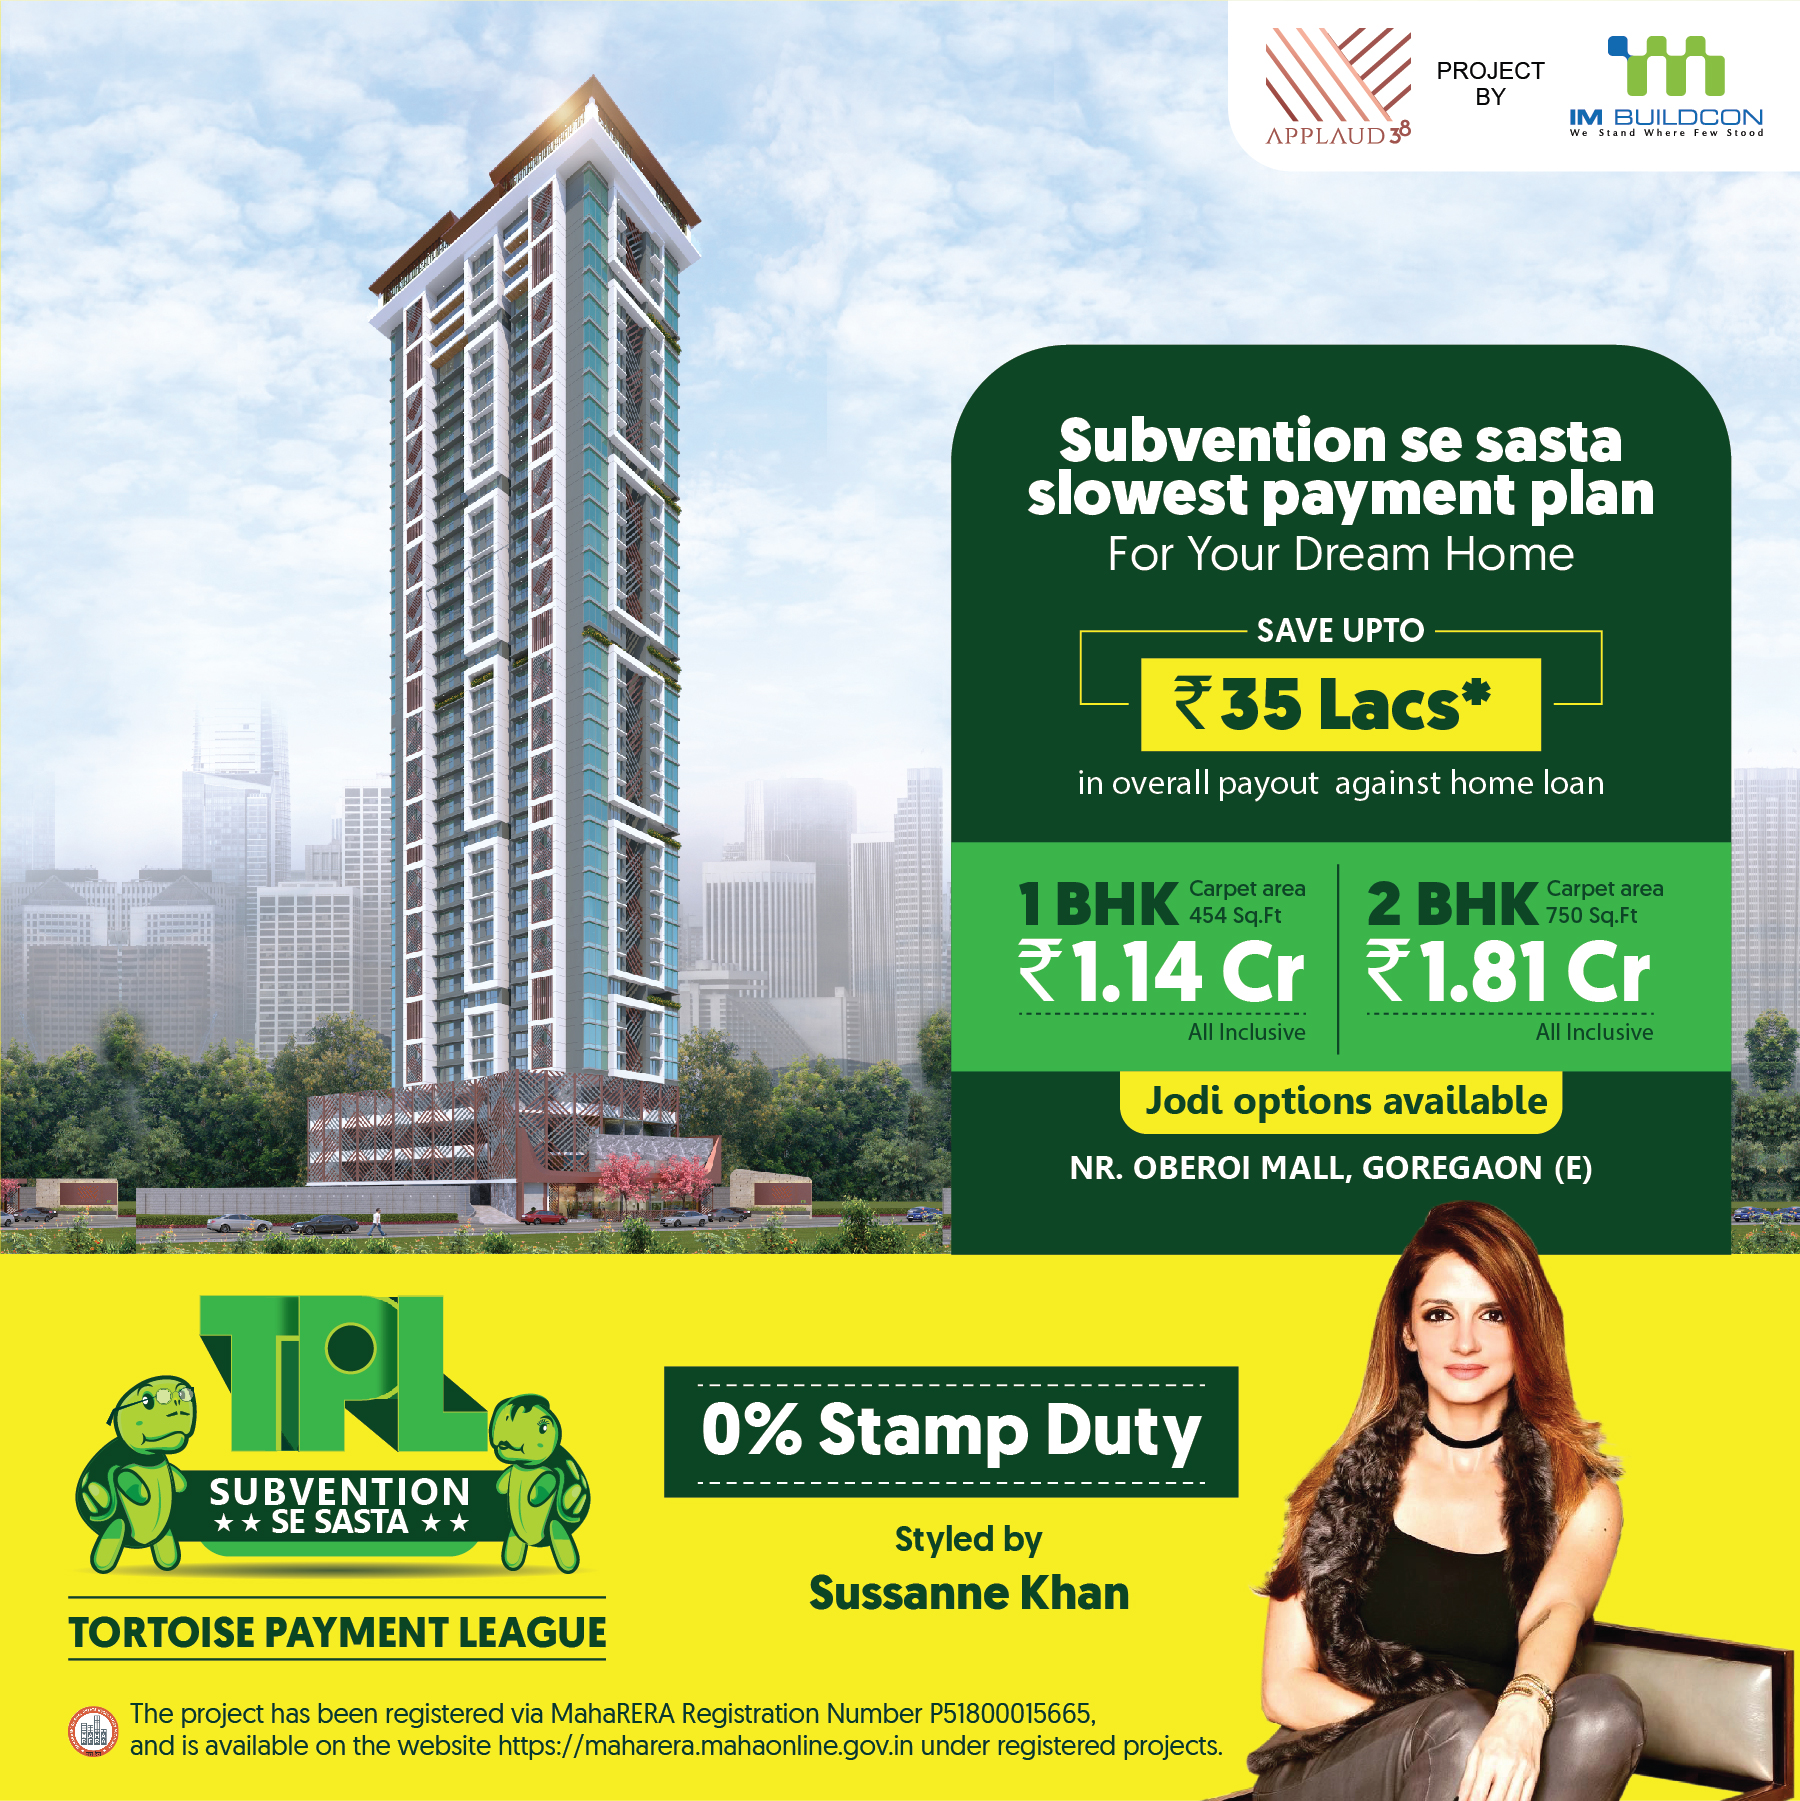 APPLAUD 38
PROJECT
BY
IM BUILDCON
We Stand Where Few Stood
Subvention se sasta
slowest payment plan
For Your Dream Home
SAVE UPTO
₹35 Lacs*
in overall payout against home loan
1 BHK Carpet area
454 Sq.Ft
₹1.14 Cr
All Inclusive
2 BHK Carpet area
750 Sq.Ft
₹1.81 Cr
All Inclusive
Jodi options available
NR. OBEROI MALL, GOREGAON (E)
TPL
SUBVENTION
SE SASTA
TORTOISE PAYMENT LEAGUE
0% Stamp Duty
Styled by
Sussanne Khan
The project has been registered via MahaRERA Registration Number P51800015665,
and is available on the website https://maharera.mahaonline.gov.in under registered projects.